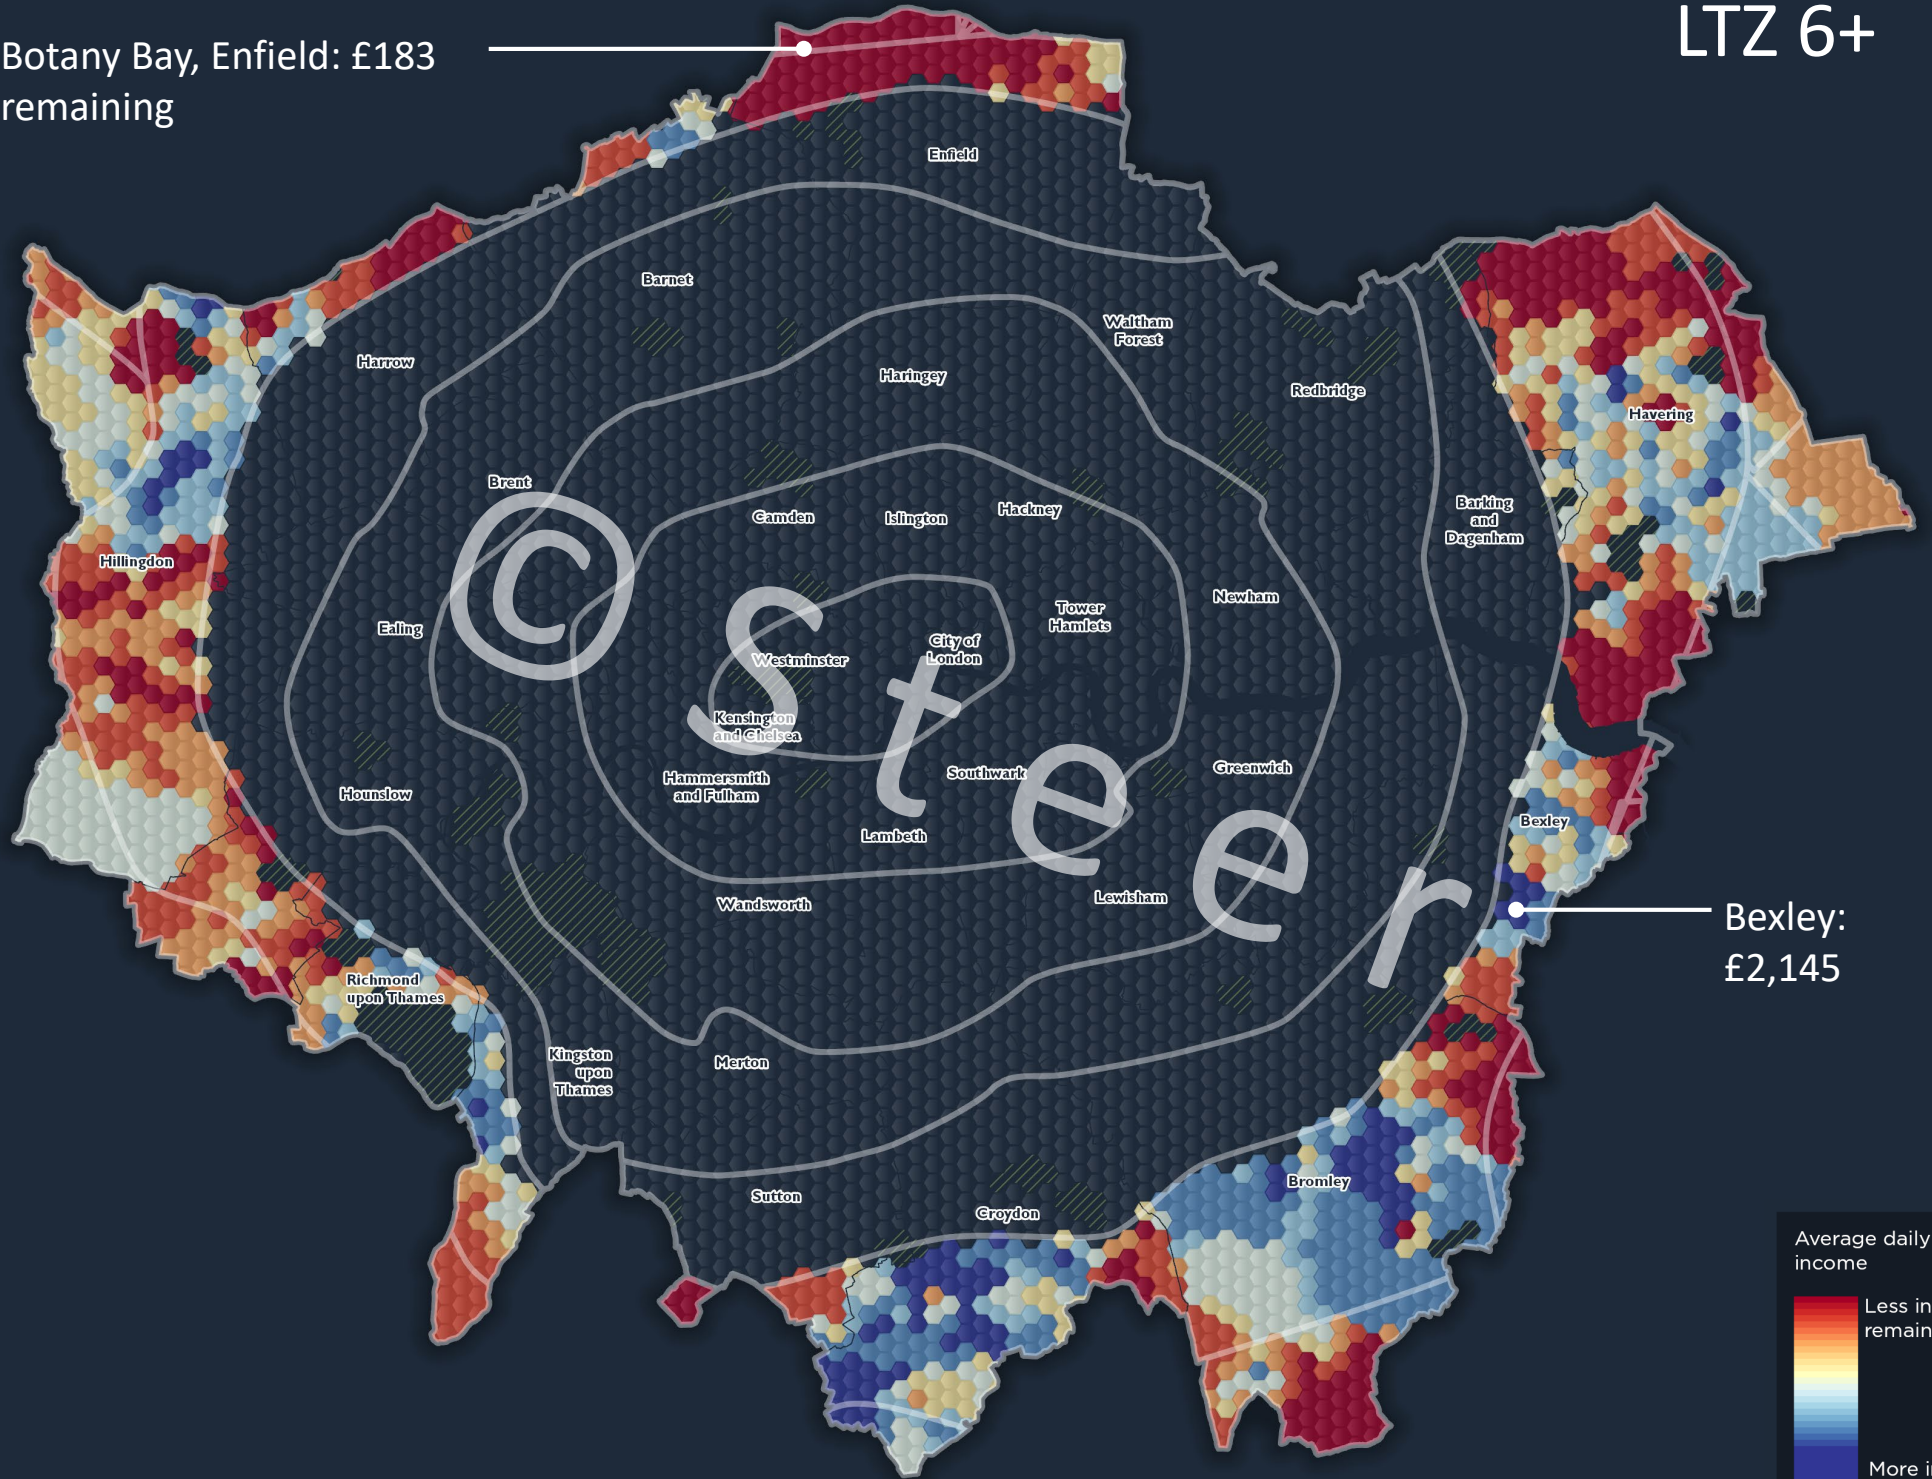 LTZ 6+
Botany Bay, Enfield: £183
remaining
Enfield
Barnet
Waltham
Forest
Harrow
Haringey
Redbridge
Havering
Brent
Camden
Islington
Hackney
Barking
and
Dagenham
Hillingdon
Ealing
Newham
Tower
Hamlets
City of
London
Westminster
Kensington
and Chelsea
Hammersmith
and Fulham
Southwark
Greenwich
Hounslow
Bexley
Lambeth
Wandsworth
Lewisham
© Steer
Bexley:
£2,145
Richmond
upon Thames
Kingston
upon
Thames
Merton
Sutton
Croydon
Bromley
Average daily
income
Less in
remain
More i